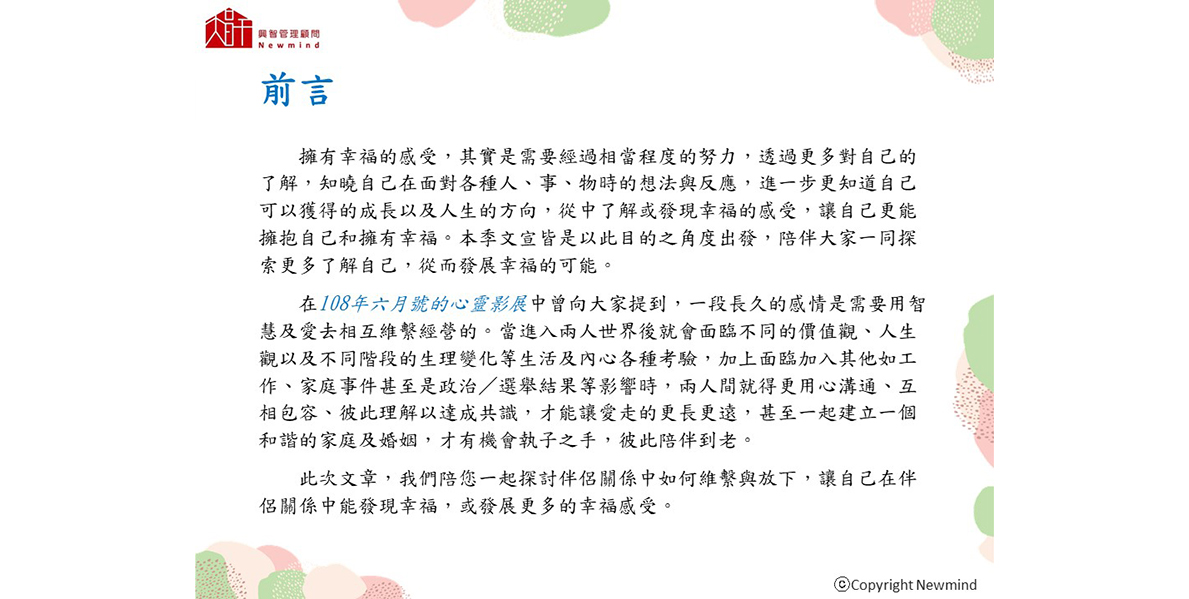 興智管理顧問
Newmind
前言
擁有幸福的感受，其實是需要經過相當程度的努力，透過更多對自己的
了解，知曉自己在面對各種人、事、物時的想法與反應，進一步更知道自己
可以獲得的成長以及人生的方向，從中了解或發現幸福的感受，讓自己更能
擁抱自己和擁有幸福。本季文宣皆是以此目的之角度出發，陪伴大家一同探
索更多了解自己，從而發展幸福的可能。
在108年六月號的心靈影展中曾向大家提到，一段長久的感情是需要用智
慧及愛去相互維繫經營的。當進入兩人世界後就會面臨不同的價值觀、人生
觀以及不同階段的生理變化等生活及內心各種考驗，加上面臨加入其他如工
作、家庭事件甚至是政治／選舉結果等影響時，兩人間就得更用心溝通、互
相包容、彼此理解以達成共識，才能讓愛走的更長更遠，甚至一起建立一個
和諧的家庭及婚姻，才有機會執子之手，彼此陪伴到老。
此次文章，我們陪您一起探討伴侶關係中如何維繫與放下，讓自己在伴
侶關係中能發現幸福，或發展更多的幸福感受。
ⓒCopyright Newmind